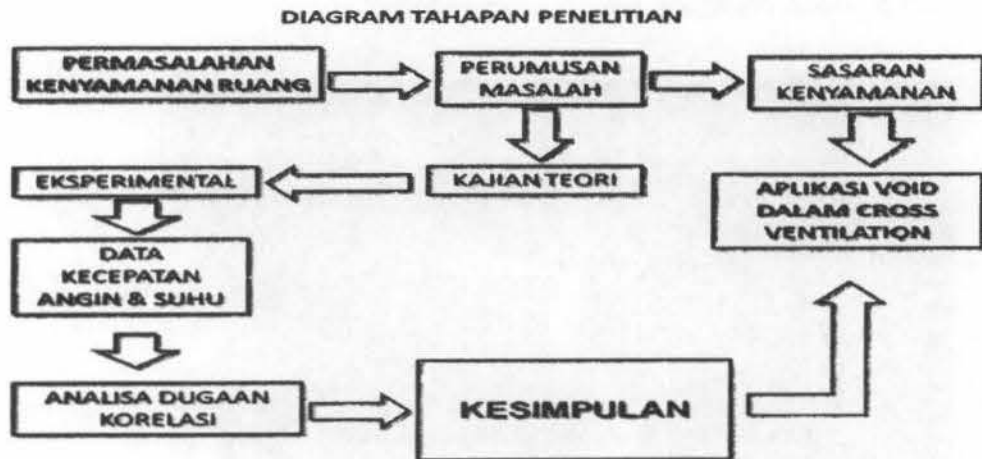 DIAGRAM TAHAPAN PENELITIAN
PERMASALAHAN
KENYAMANAN RUANG
PERUMUSAN
MASALAH
SASARAN
KENYAMANAN
EKSPERIMENTAL
KAJIAN TEORI
APLIKASI VOID
DALAM CROSS
VENTILATION
DATA
KECEPATAN
ANGIN & SUHU
ANALISA DUGAAN
KORELASI
KESIMPULAN